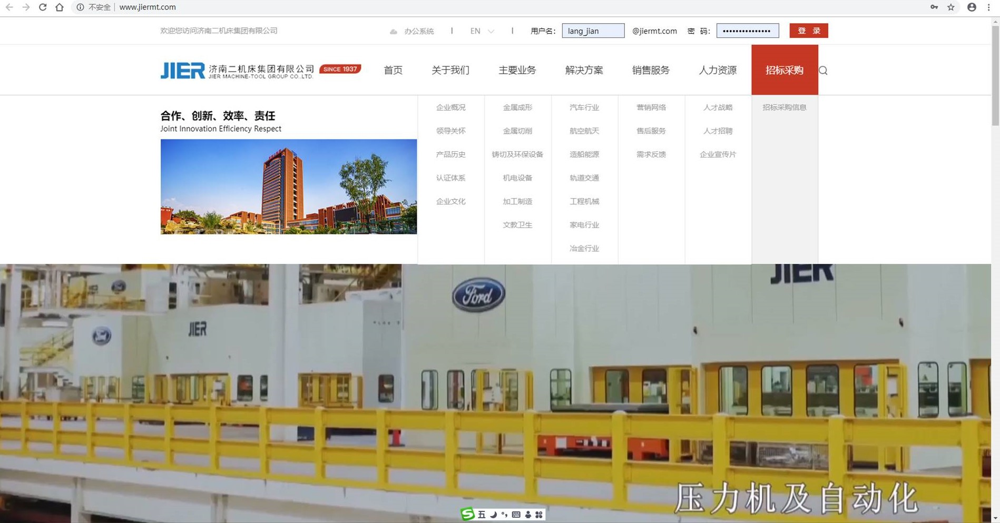 不安全 www.jiermt.com
欢迎您访问济南二机床集团有限公司 办公系统 EN 用户名: lang_jian @jiermt.com 密 码: ••••••••••••••• 登 录
JIER 济南二机床集团有限公司 SINCE 1937 首页 关于我们 主要业务 解决方案 销售服务 人力资源 招标采购
JIER MACHINE-TOOL GROUP CO.,LTD.
合作、创新、效率、责任
Joint Innovation Efficiency Respect
企业概况 金属成形 汽车行业 营销网络 人才战略 招标采购信息
领导关怀 金属切削 航空航天 售后服务 人才招聘
产品历史 铸切及环保设备 造船能源 需求反馈 企业宣传片
认证体系 机电设备 轨道交通
企业文化 加工制造 工程机械
文教卫生 家电行业
冶金行业
JIER
Ford
JIER
压力机及自动化
五